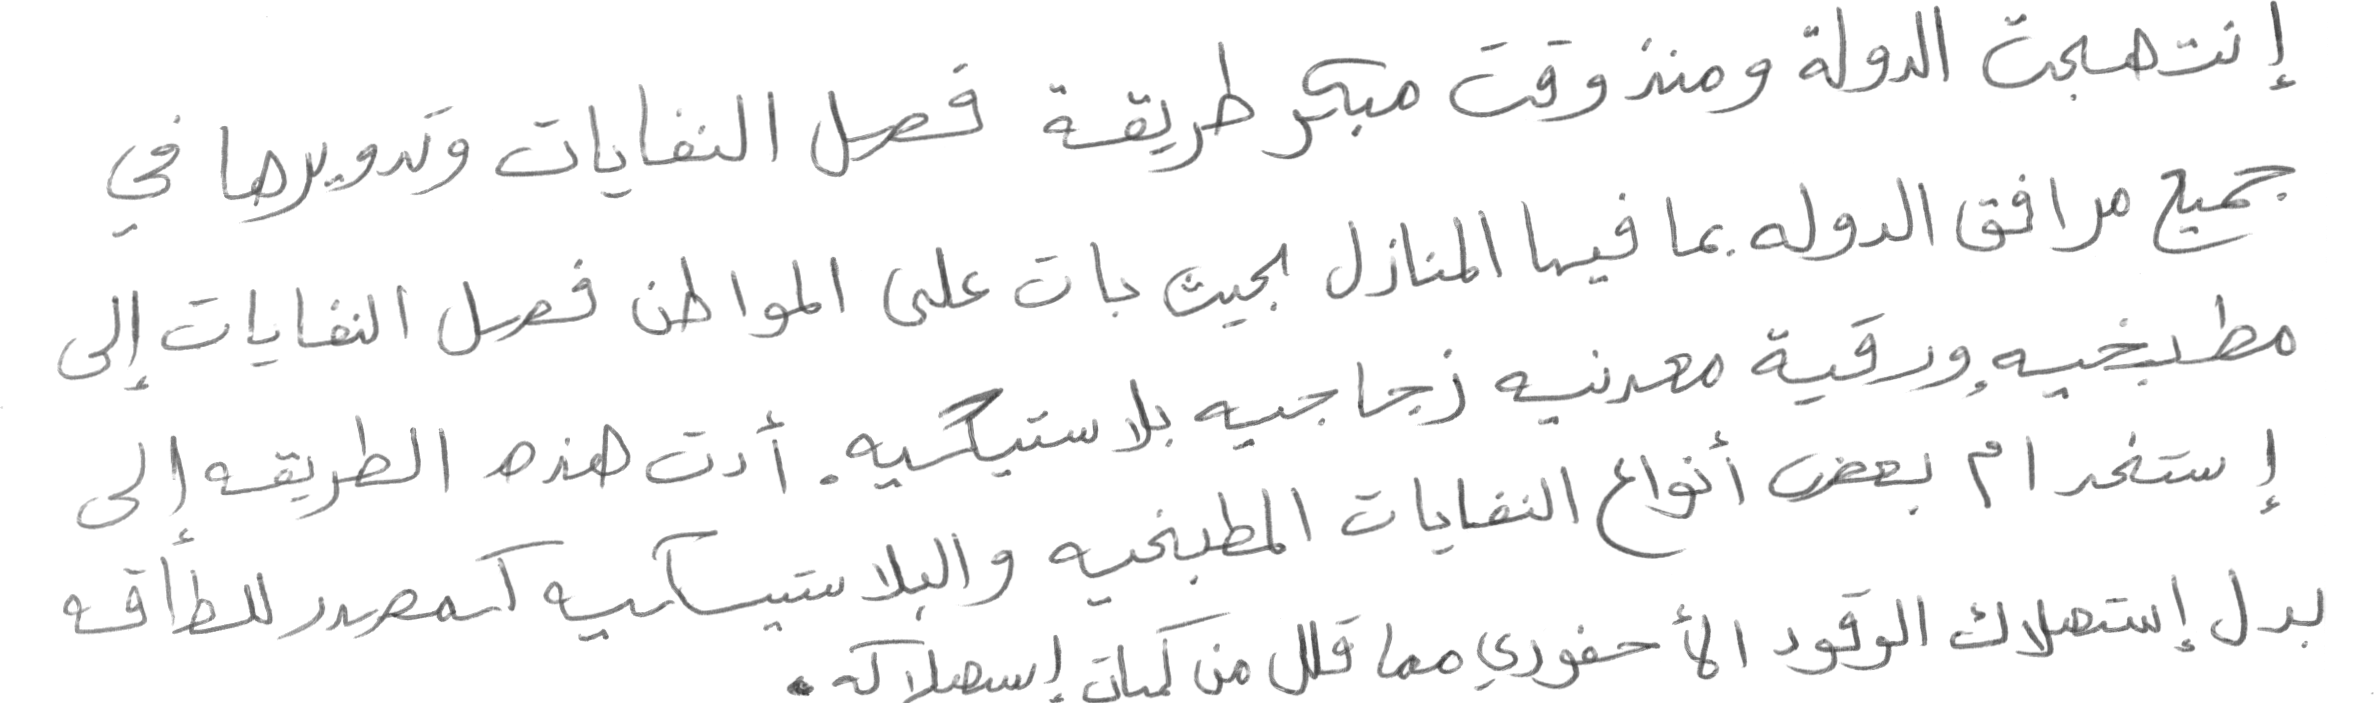 إنتهجت الدولة ومنذ وقت مبكر طريقة فصل النفايات وتدويرها في
جميع مرافق الدوله بما فيها المنازل بحيث بات على المواطن فصل النفايات إلى
مطبخيه ورقية معدنيه زجاجيه بلاستيكيه. أدت هذه الطريقه إلى
إستخدام بعض أنواع النفايات المطبخيه والبلاستيكيه كمصدر للطأقه
بدل إستهلاك الوقود الأحفوري مما قلل من كميات إستهلاكه.